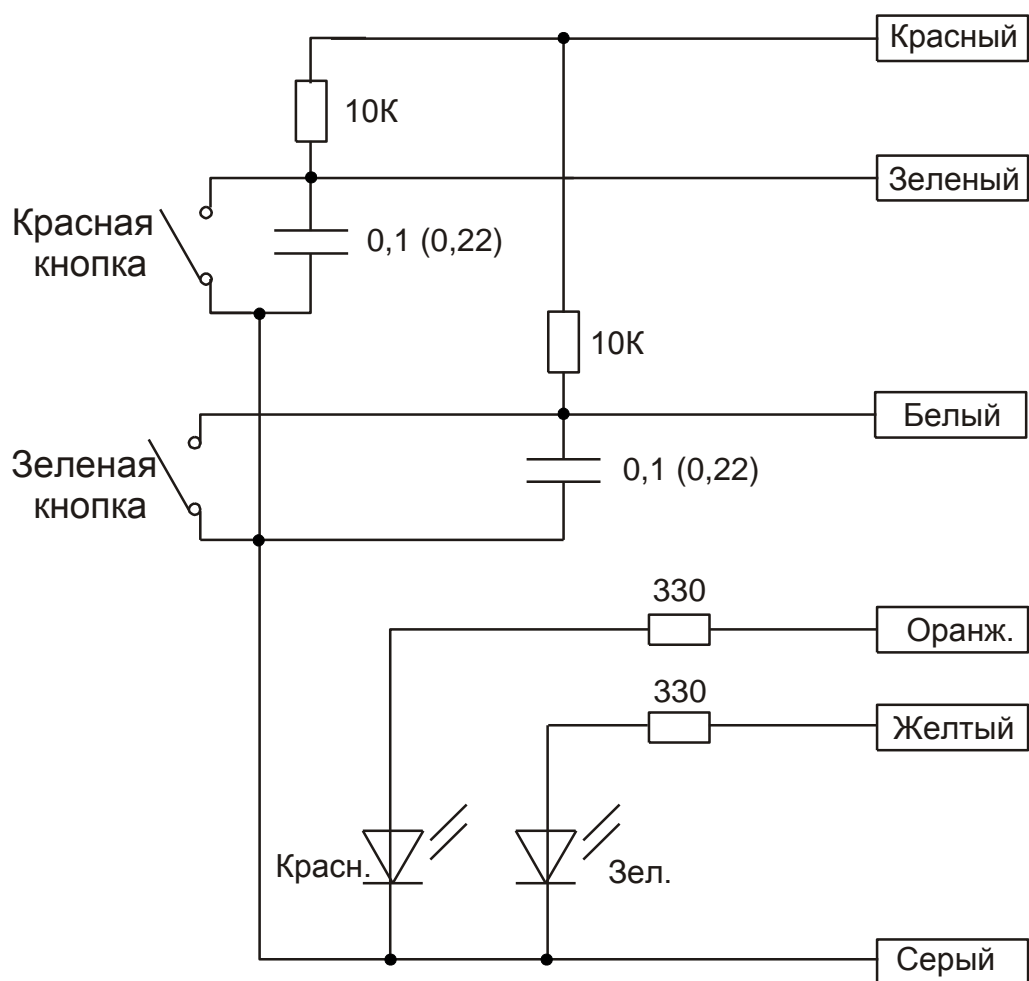 Красный
10К
Зеленый
Красная
кнопка
0,1 (0,22)
10К
Белый
Зеленая
кнопка
0,1 (0,22)
330
Оранж.
330
Желтый
Красн.
Зел.
Серый